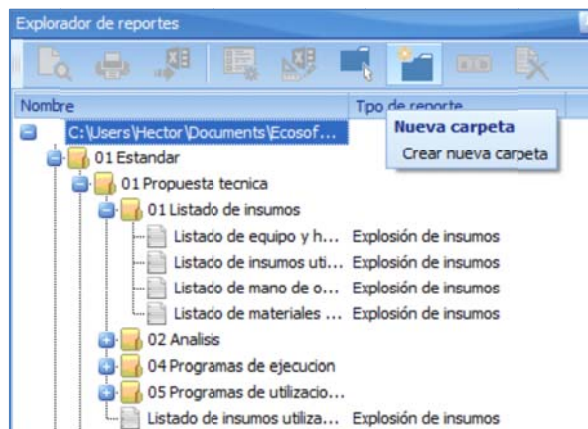 Explorador de reportes
Nombre Tipo de reporte
Nueva carpeta
Crear nueva carpeta
C:\Users\Hector\Documents\Ecosof...
01 Estandar
01 Propuesta tecnica
01 Listado de insumos
Listado de equipo y h... Explosión de insumos
Listado de insumos uti... Explosión de insumos
Listado de mano de o... Explosión de insumos
Listado de materiales ... Explosión de insumos
02 Analisis
04 Programas de ejecucion
05 Programas de utilizacio...
Listado de insumos utiliza... Explosión de insumos